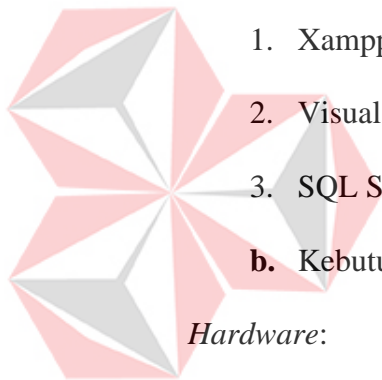 1. Xampp
2. Visual
3. SQL S
b. Kebutu
Hardware: